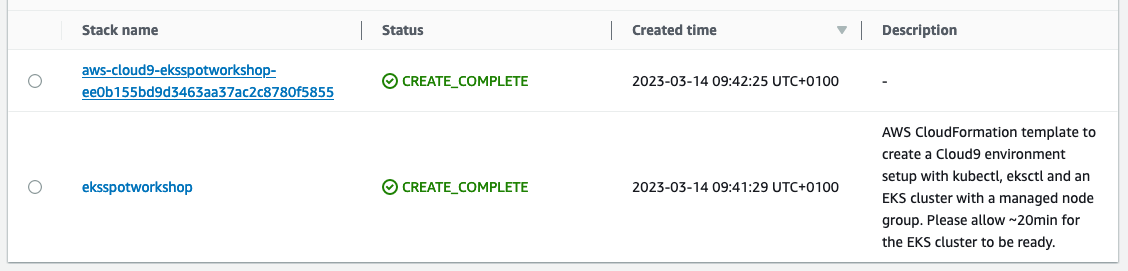 Stack name Status Created time Description
aws-cloud9-eksspotworkshop-
ee0b155bd9d3463aa37ac2c8780f5855
CREATE_COMPLETE
2023-03-14 09:42:25 UTC+0100
-
eksspotworkshop
CREATE_COMPLETE
2023-03-14 09:41:29 UTC+0100
AWS CloudFormation template to
create a Cloud9 environment
setup with kubectl, eksctl and an
EKS cluster with a managed node
group. Please allow ~20min for
the EKS cluster to be ready.